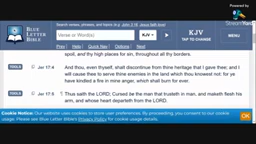 Powered By
Search verses, phrases, and topics (e.g. John 3:16, Jesus faith love)
BLUE
LETTER
BIBLE
Verse or Word(s)
KJV
KJV
TAP TO CHANGE
MENU
Hints
Quick Nav
Options
spoil, and thy high places for sin, throughout all thy borders.
TOOLS
Jer 17:4
And thou, even thyself, shalt discontinue from thine heritage that I gave thee; and I
will cause thee to serve thine enemies in the land which thou knowest not: for ye
have kindled a fire in mine anger, which shall burn for ever.
TOOLS
Jer 17:5
Thus saith the LORD; Cursed be the man that trusteth in man, and maketh flesh his
arm, and whose heart departeth from the LORD.
Cookie Notice: Our website uses cookies to store user preferences. By proceeding, you consent to our cookie
usage. Please see Blue Letter Bible's Privacy Policy for cookie usage details.
OK